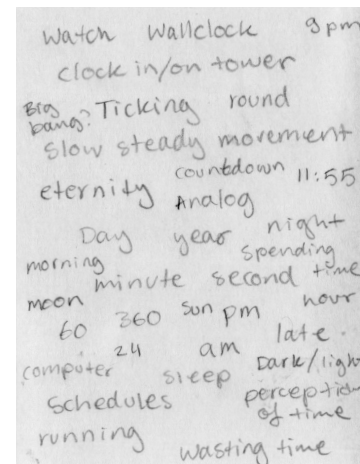 Watch Wallclock 9pm
clock in/on tower
Big bang? Ticking round
slow steady movement
countdown 11:55
eternity Analog
Day year night
morning spending
minute second time
moon sun pm hour
60 360 late
24 am
computer sleep Dark/light
schedules perception
of time
running
wasting time